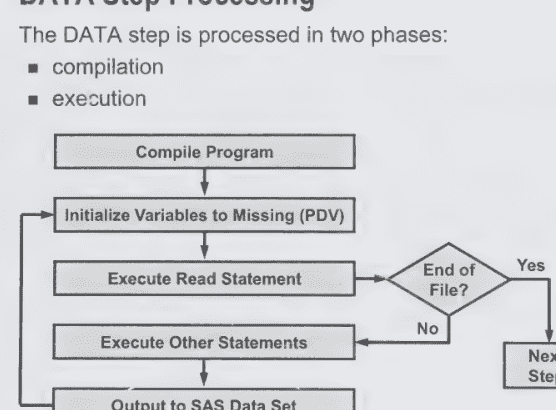 DATA Step Processing
The DATA step is processed in two phases:
compilation
execution
Compile Program
Initialize Variables to Missing (PDV)
Execute Read Statement
End of
File?
Yes
No
Execute Other Statements
Output to SAS Data Set